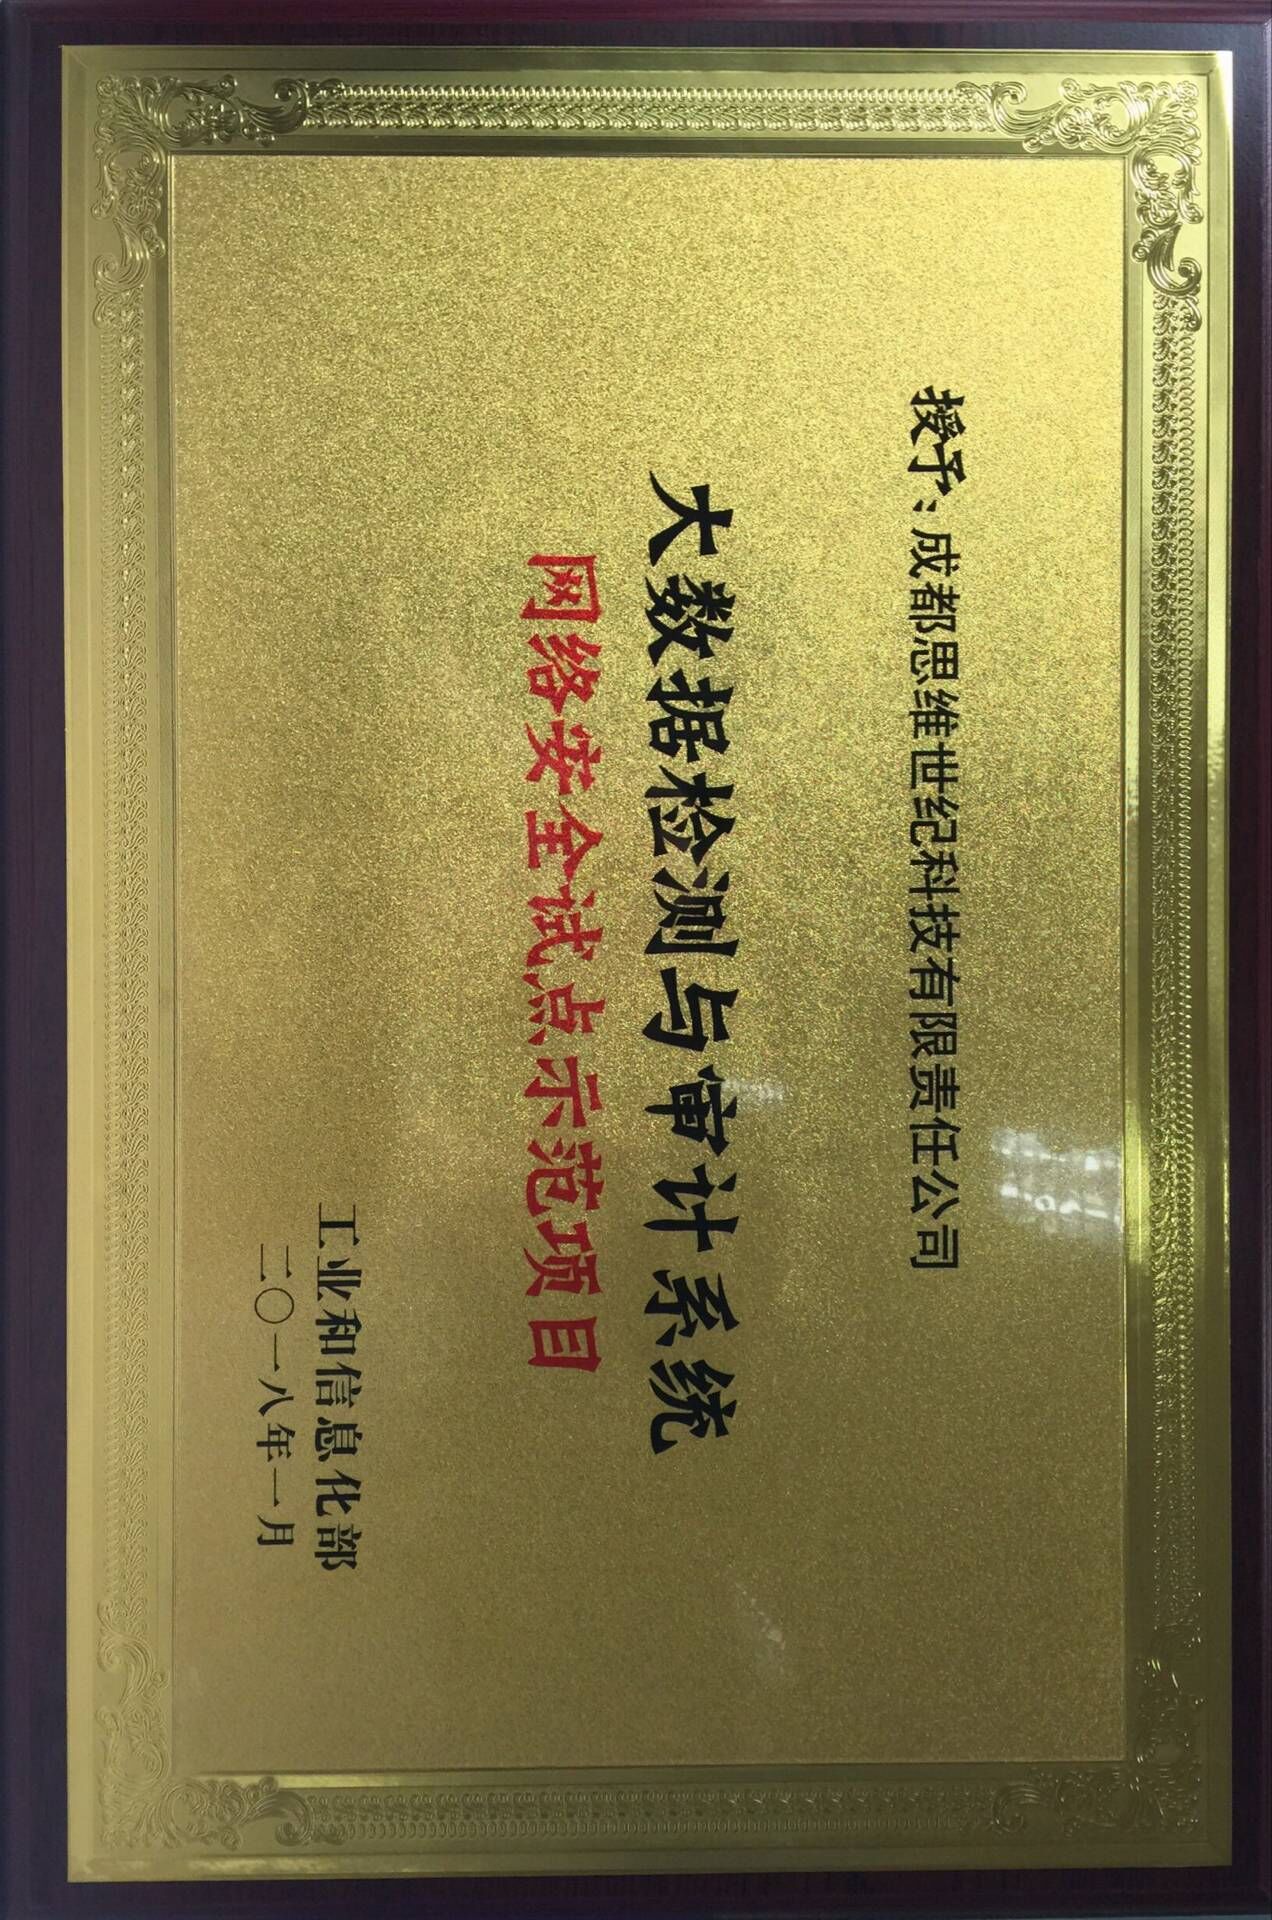 授予：成都思维世纪科技有限责任公司
大数据检测与审计系统
网络安全试点示范项目
工业和信息化部
二〇一八年一月